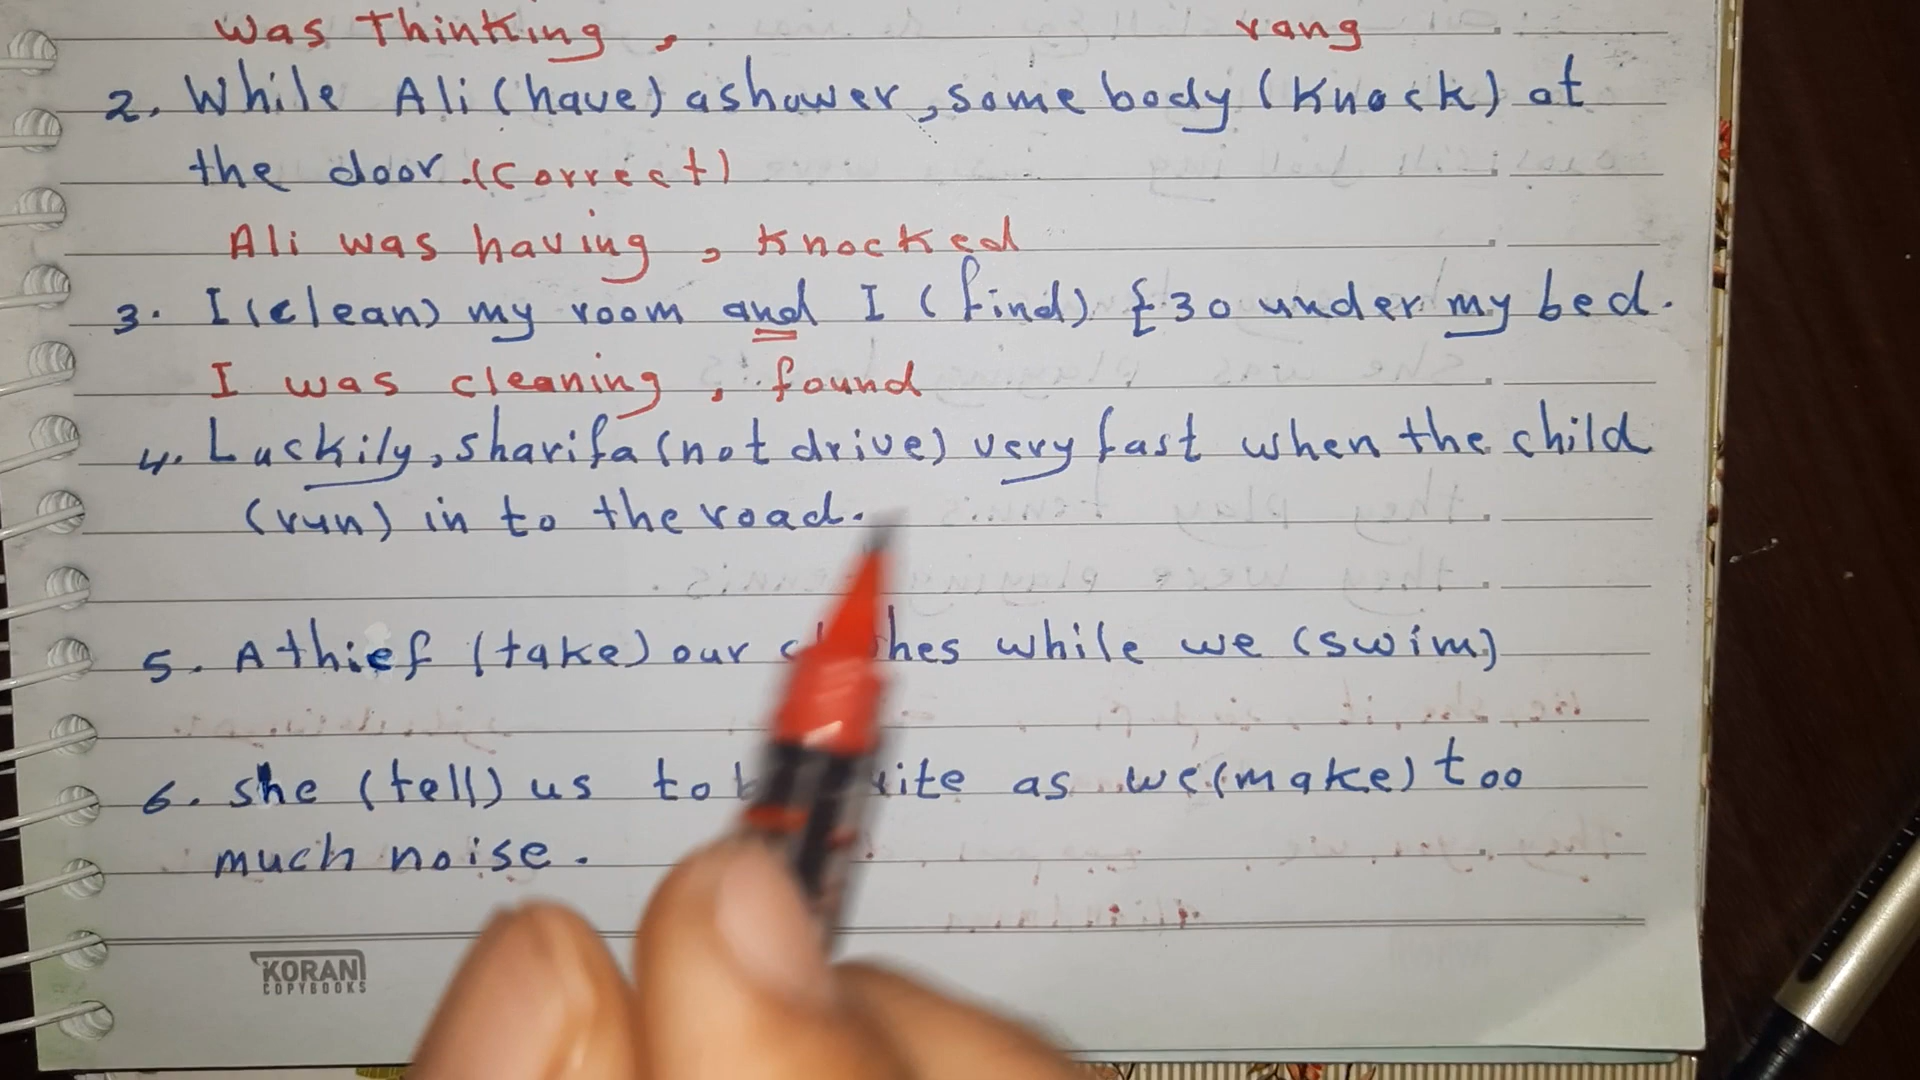 was Thinking , rang
2. While Ali (have) a shower, some body (Knock) at
the door. (Correct)
Ali was having , Knocked
3. I (clean) my room and I (find) £30 under my bed.
I was cleaning , found
4. Luckily, sharifa (not drive) very fast when the child
(run) in to the road.
5. A thief (take) our while we (swim)
6. she (tell) us to as we (make) too
much noise.
KORAN
COPYBOOKS